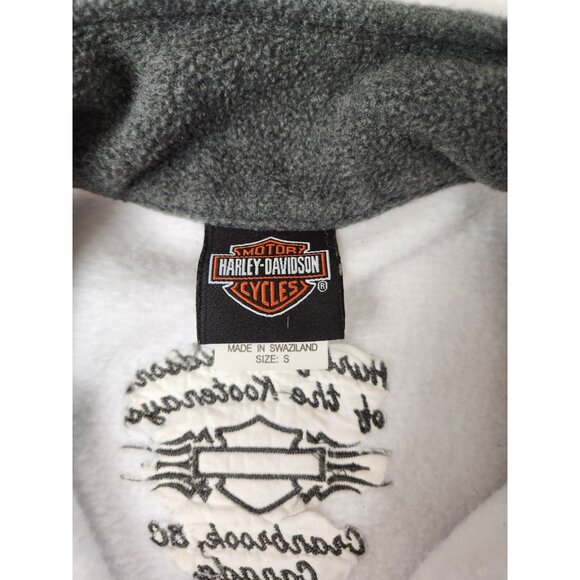 MOTOR
HARLEY-DAVIDSON
CYCLES
®
MADE IN SWAZILAND
SIZE: S
of the Kootenays
Cranbrook, BC
Canada